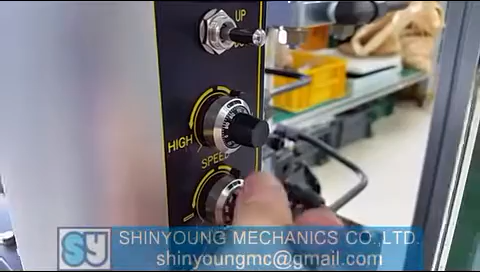 UP
HIGH
SPEED
SY
SHINYOUNG MECHANICS CO.,LTD.
shinyoungmc@gmail.com